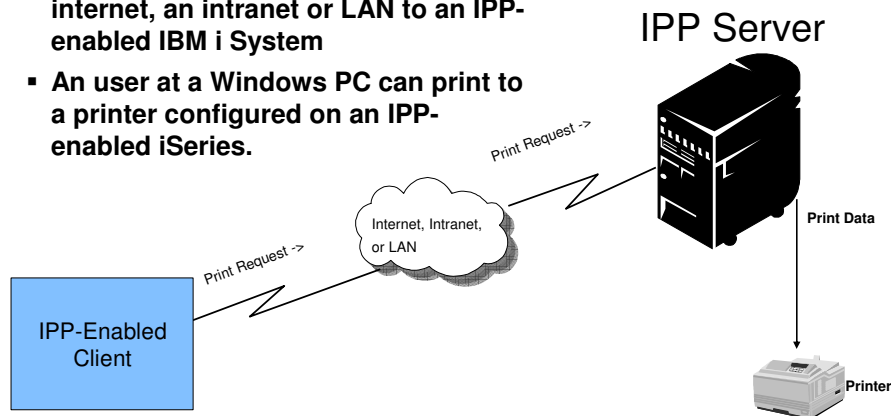 internet, an intranet or LAN to an IPP-
enabled IBM i System
▪ An user at a Windows PC can print to
a printer configured on an IPP-
enabled iSeries.
IPP Server
Print Request ->
Internet, Intranet,
or LAN
Print Data
Print Request ->
IPP-Enabled
Client
Printer